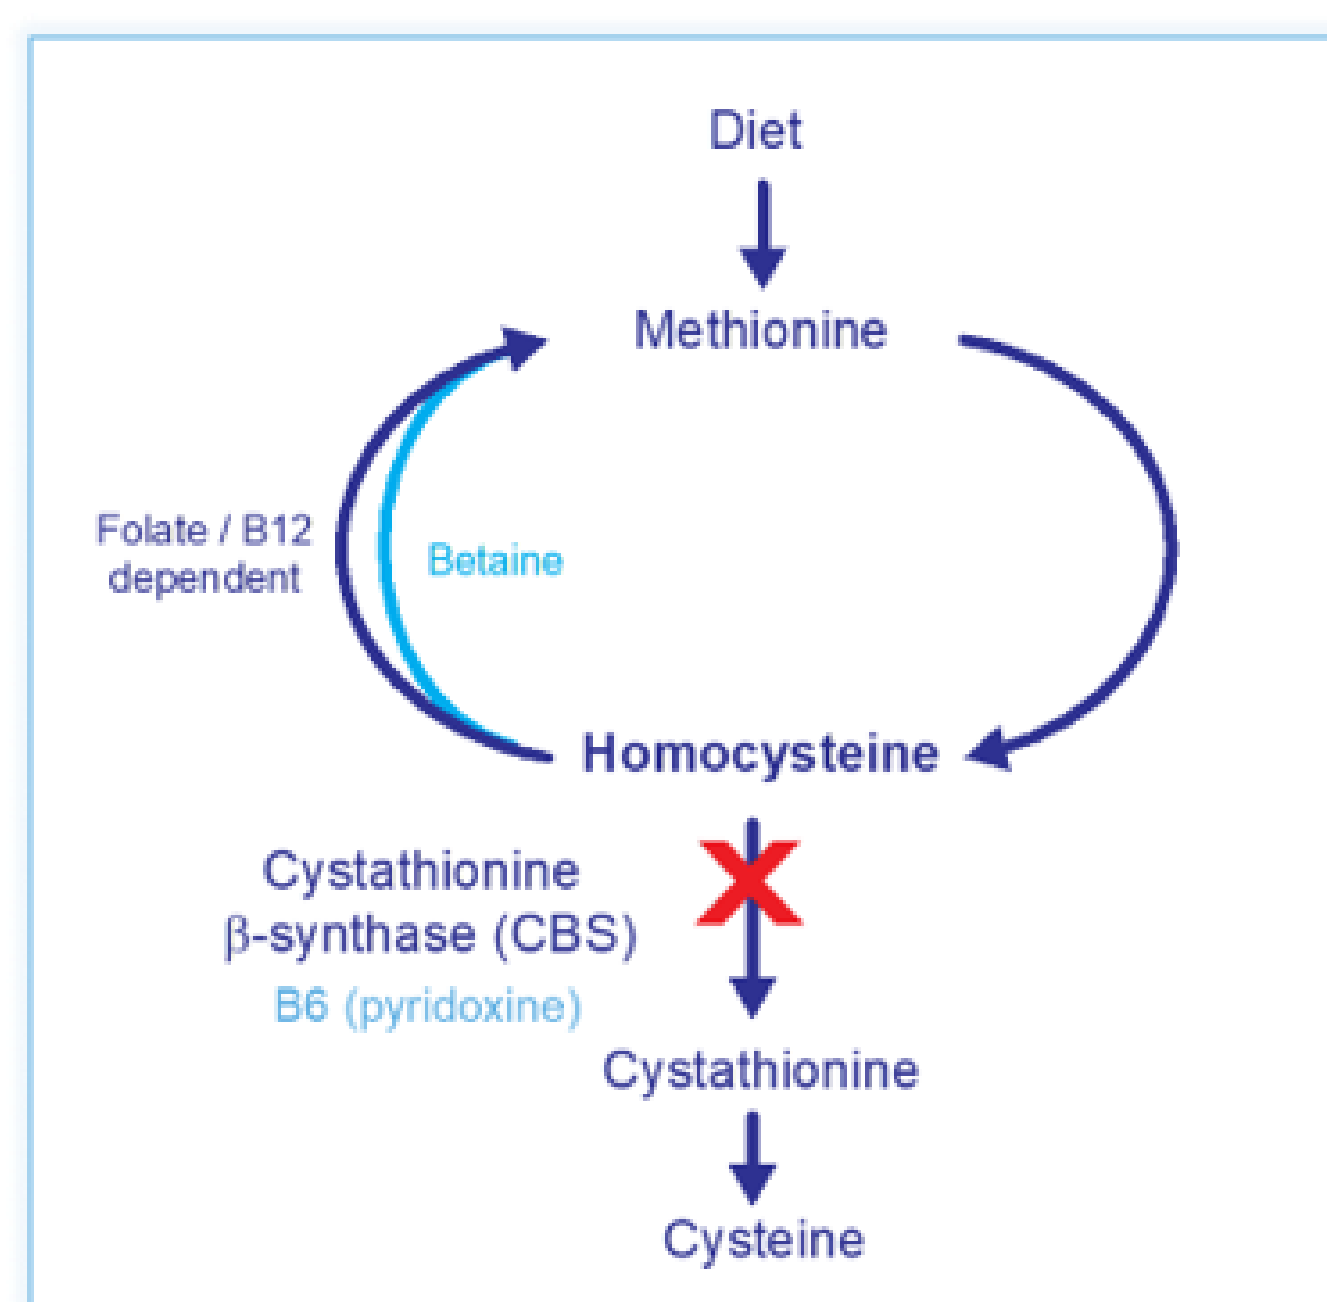 Diet
Methionine
Folate / B12
dependent
Betaine
Homocysteine
Cystathionine
β-synthase (CBS)
B6 (pyridoxine)
Cystathionine
Cysteine